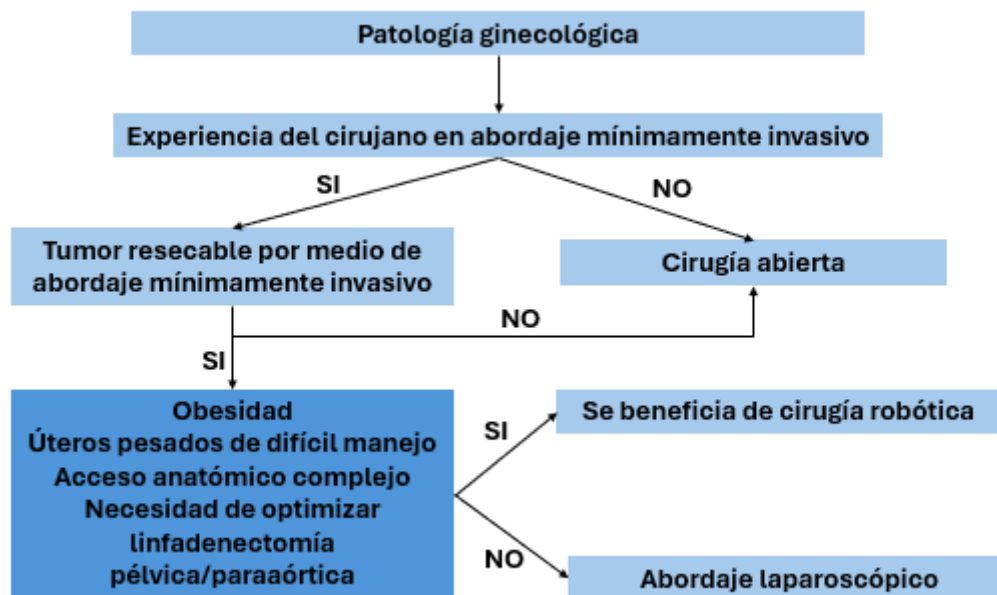 Patología ginecológica
Experiencia del cirujano en abordaje mínimamente invasivo
SI
NO
Tumor resecable por medio de
abordaje mínimamente invasivo
Cirugía abierta
NO
SI
Obesidad
Úteros pesados de difícil manejo
Acceso anatómico complejo
Necesidad de optimizar
linfadenectomía
pélvica/paraaórtica
SI
Se beneficia de cirugía robótica
NO
Abordaje laparoscópico